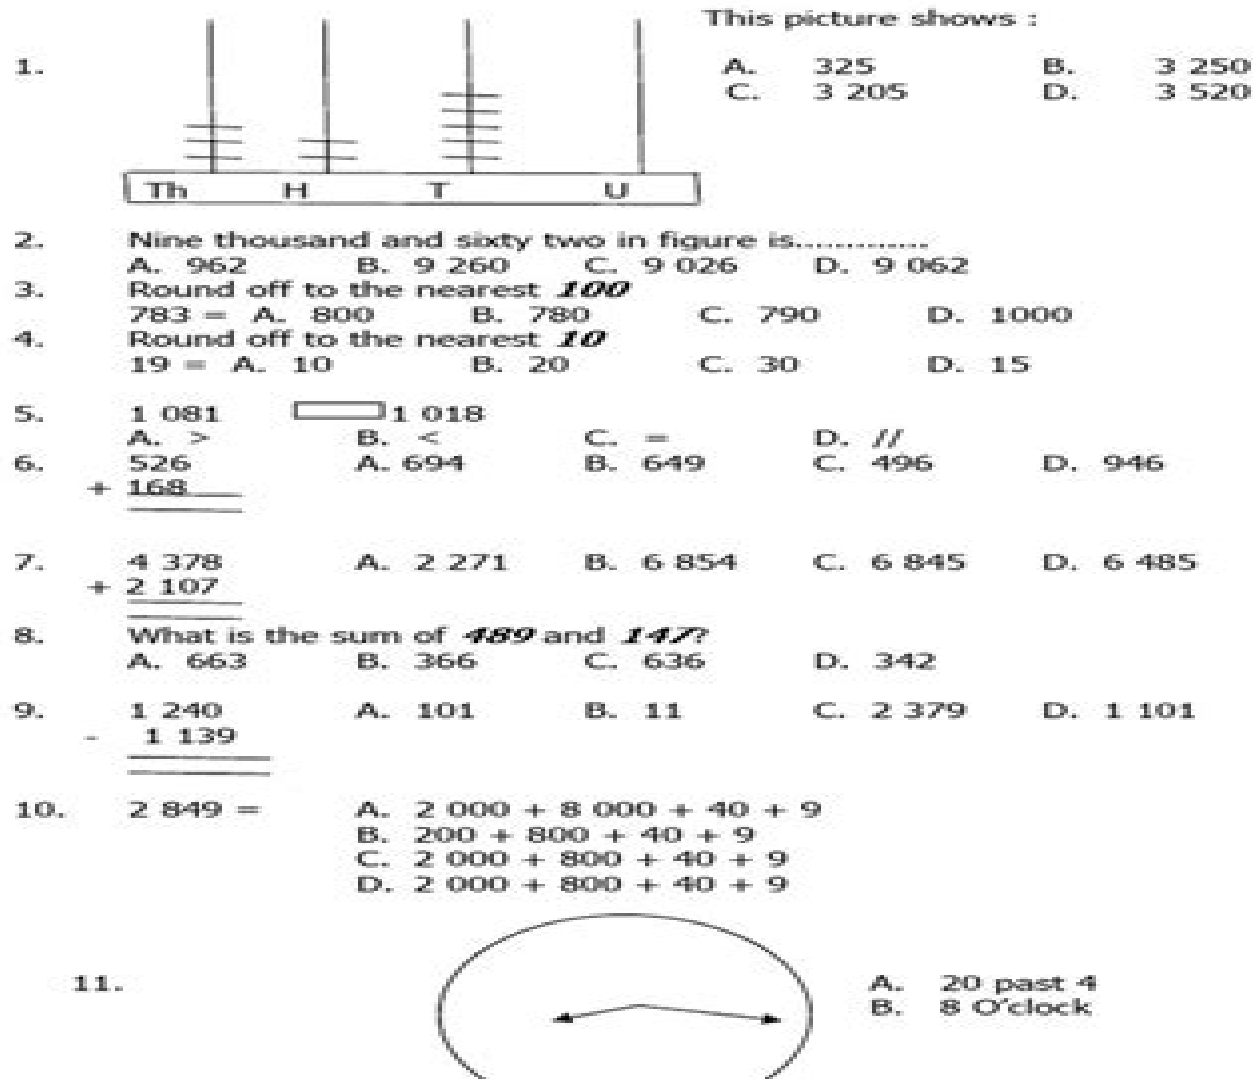 This picture shows :
1. A. 325 B. 3 250
C. 3 205 D. 3 520
Th H T U
2. Nine thousand and sixty two in figure is.............
A. 962 B. 9 260 C. 9 026 D. 9 062
3. Round off to the nearest 100
783 = A. 800 B. 780 C. 790 D. 1000
4. Round off to the nearest 10
19 = A. 10 B. 20 C. 30 D. 15
5. 1 081 1 018
A. > B. < C. = D. //
6. 526 A. 694 B. 649 C. 496 D. 946
+ 168
7. 4 378 A. 2 271 B. 6 854 C. 6 845 D. 6 485
+ 2 107
8. What is the sum of 489 and 147?
A. 663 B. 366 C. 636 D. 342
9. 1 240 A. 101 B. 11 C. 2 379 D. 1 101
- 1 139
10. 2 849 = A. 2 000 + 8 000 + 40 + 9
B. 200 + 800 + 40 + 9
C. 2 000 + 800 + 40 + 9
D. 2 000 + 800 + 40 + 9
11. A. 20 past 4
B. 8 O'clock